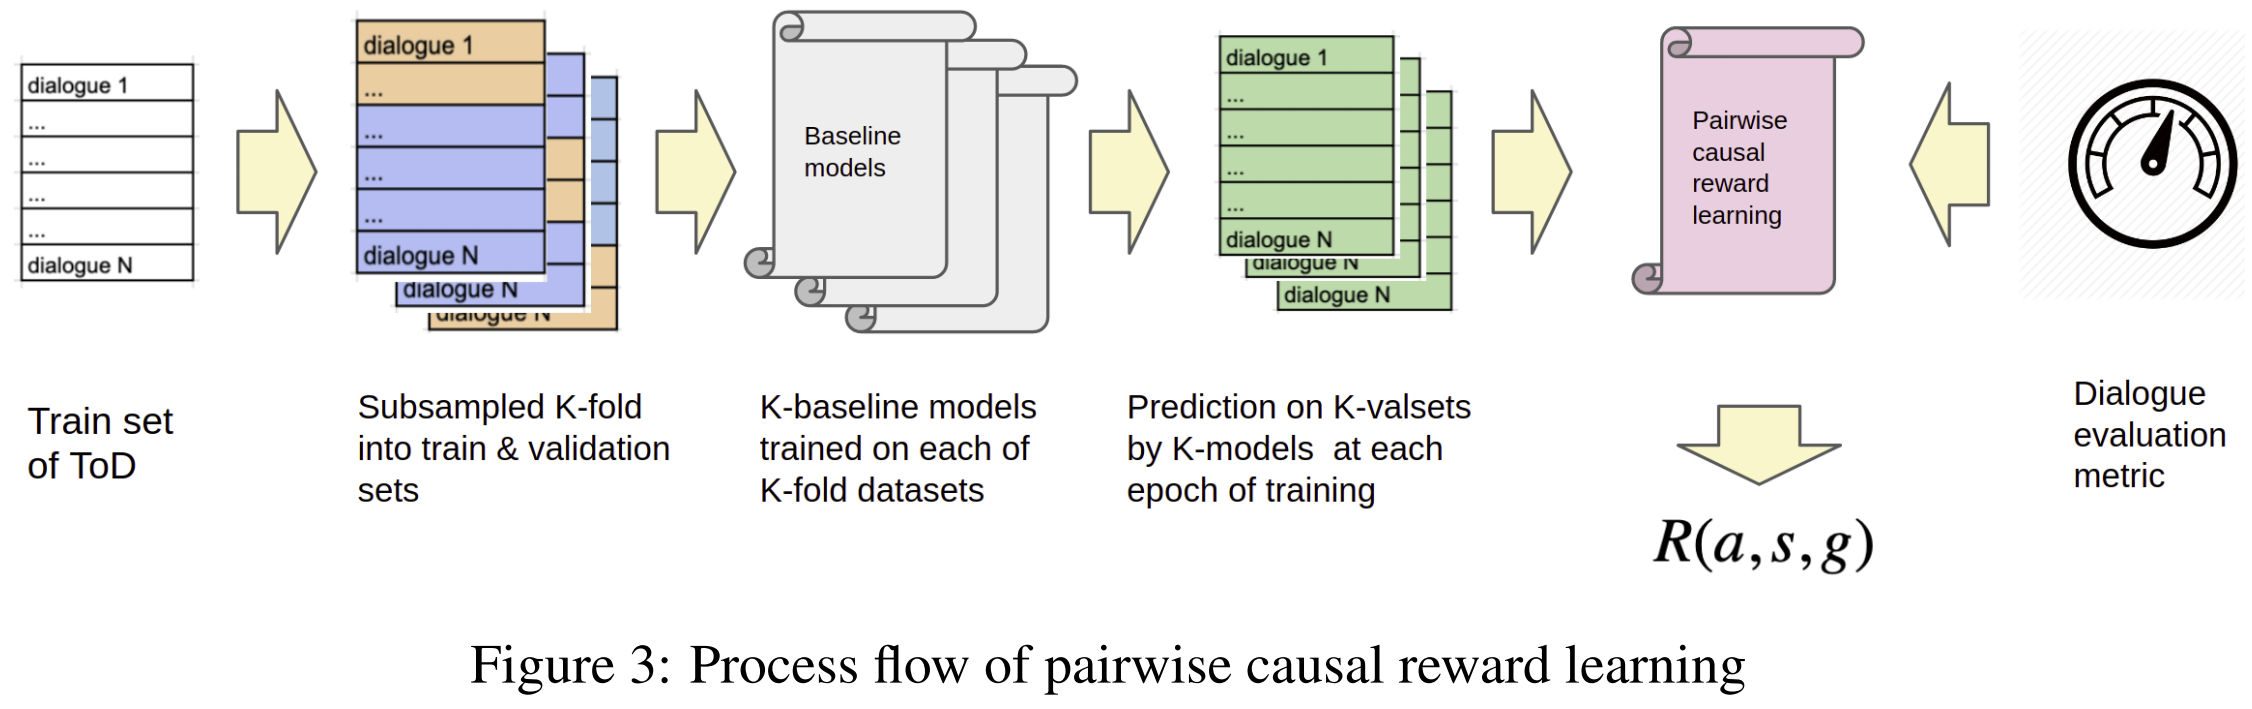 dialogue 1
...
...
...
...
dialogue N
dialogue 1
...
...
...
...
dialogue N
dialogue N
dialogue N
Baseline
models
dialogue 1
...
...
...
...
dialogue N
dialogue N
dialogue N
Pairwise
causal
reward
learning
Train set
of ToD
Subsampled K-fold
into train & validation
sets
K-baseline models
trained on each of
K-fold datasets
Prediction on K-valsets
by K-models at each
epoch of training
Dialogue
evaluation
metric
R(a, s, g)
Figure 3: Process flow of pairwise causal reward learning